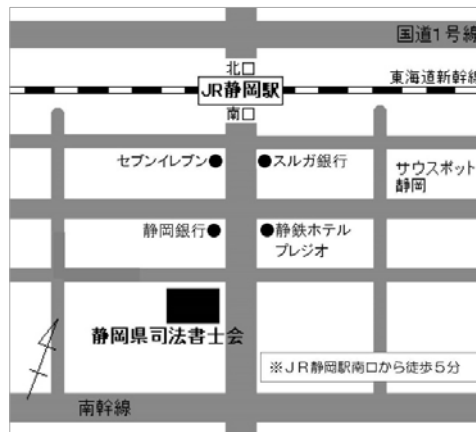 国道1号線
北口
東海道新幹線
JR静岡駅
南口
セブンイレブン
スルガ銀行
サウスポット
静岡
静岡銀行
静鉄ホテル
プレジオ
静岡県司法書士会
※JR静岡駅南口から徒歩5分
南幹線